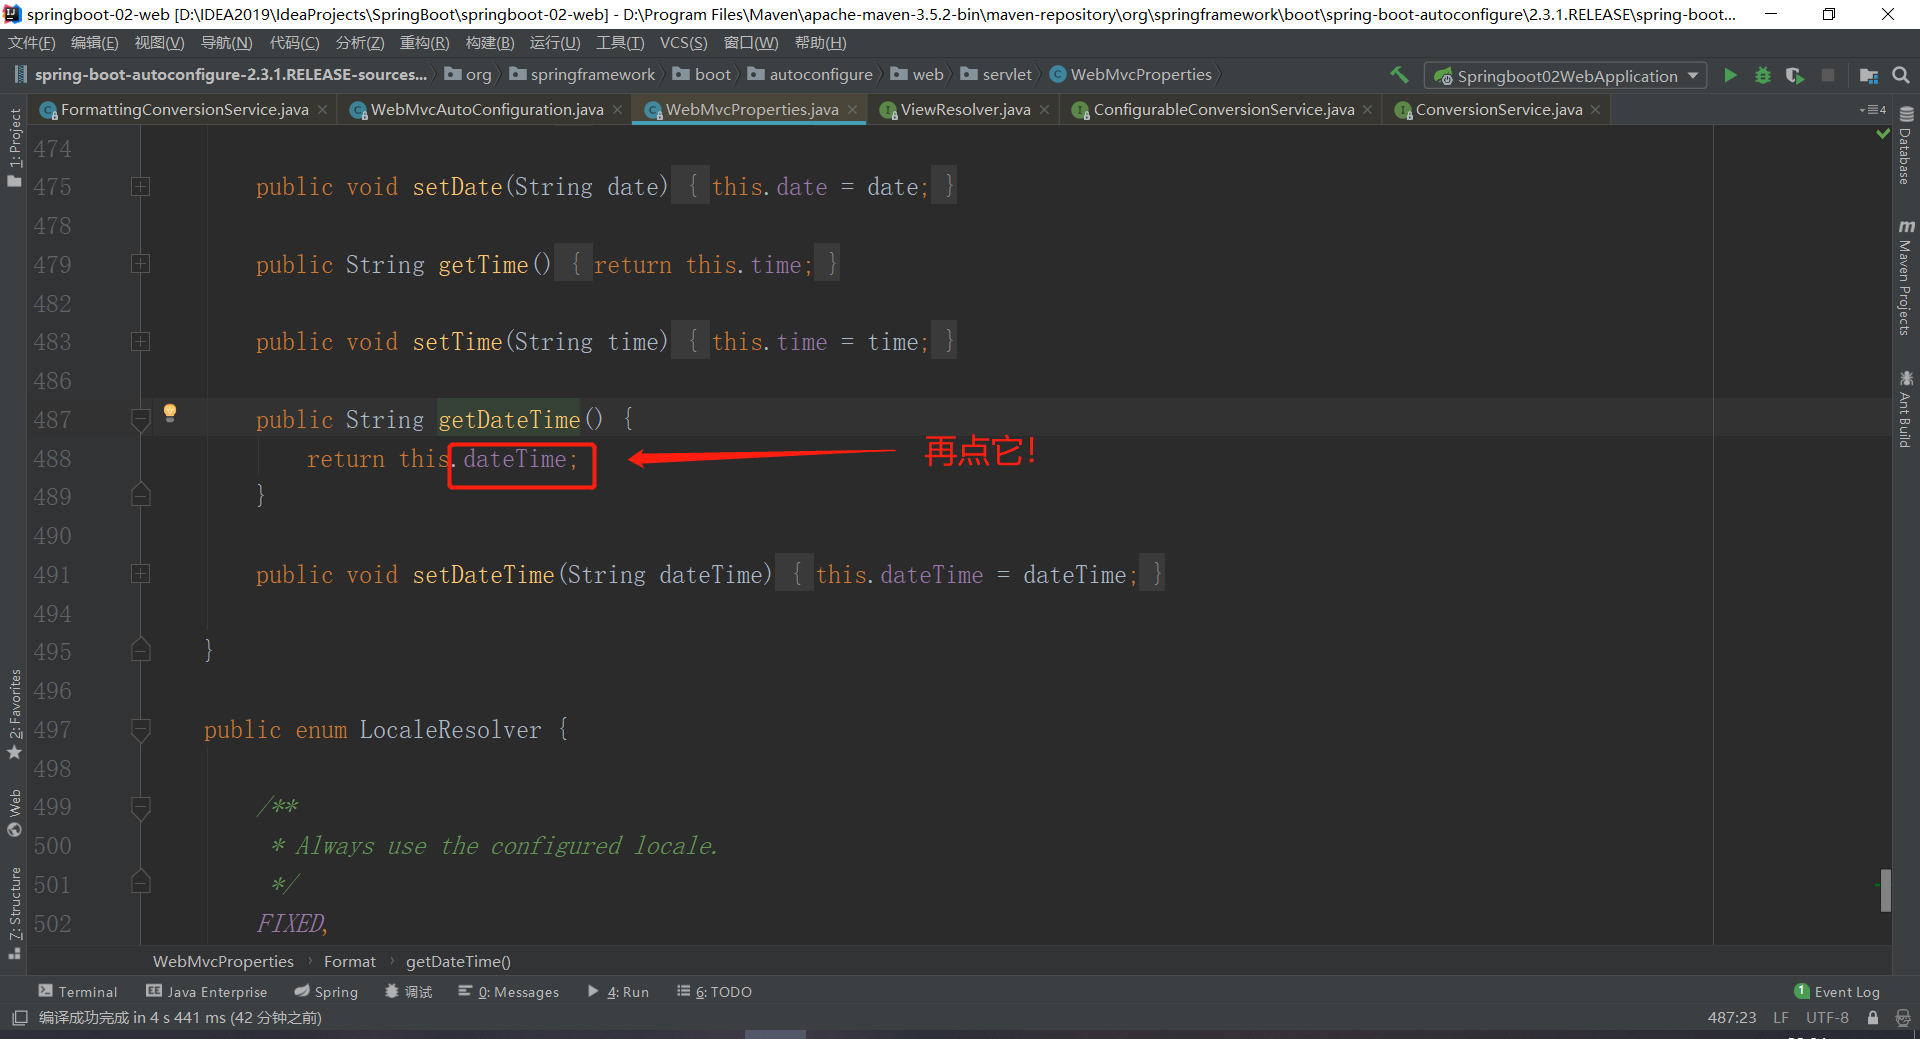 springboot-02-web [D:\IDEA2019\IdeaProjects\SpringBoot\springboot-02-web] - D:\Program Files\Maven\apache-maven-3.5.2-bin\maven-repository\org\springframework\boot\spring-boot-autoconfigure\2.3.1.RELEASE\spring-boot...
文件(F) 编辑(E) 视图(V) 导航(N) 代码(C) 分析(Z) 重构(R) 构建(B) 运行(U) 工具(T) VCS(S) 窗口(W) 帮助(H)
spring-boot-autoconfigure-2.3.1.RELEASE-sources... org springframework boot autoconfigure web servlet WebMvcProperties Springboot02WebApplication
FormattingConversionService.java WebMvcAutoConfiguration.java WebMvcProperties.java ViewResolver.java ConfigurableConversionService.java ConversionService.java 4
1: Project
2: Favorites
Web
7: Structure
474
475 public void setDate(String date) { this.date = date; }
478
479 public String getTime() { return this.time; }
482
483 public void setTime(String time) { this.time = time; }
486
487 public String getDateTime() {
488 return this.dateTime;
再点它!
489 }
490
491 public void setDateTime(String dateTime) { this.dateTime = dateTime; }
494
495 }
496
497 public enum LocaleResolver {
498
499 /**
500 * Always use the configured locale.
501 */
502 FIXED,
Database
Maven Projects
Ant Build
WebMvcProperties › Format › getDateTime()
Terminal Java Enterprise Spring 调试 0: Messages 4: Run 6: TODO 1 Event Log
编译成功完成 in 4 s 441 ms (42 分钟之前) 487:23 LF UTF-8